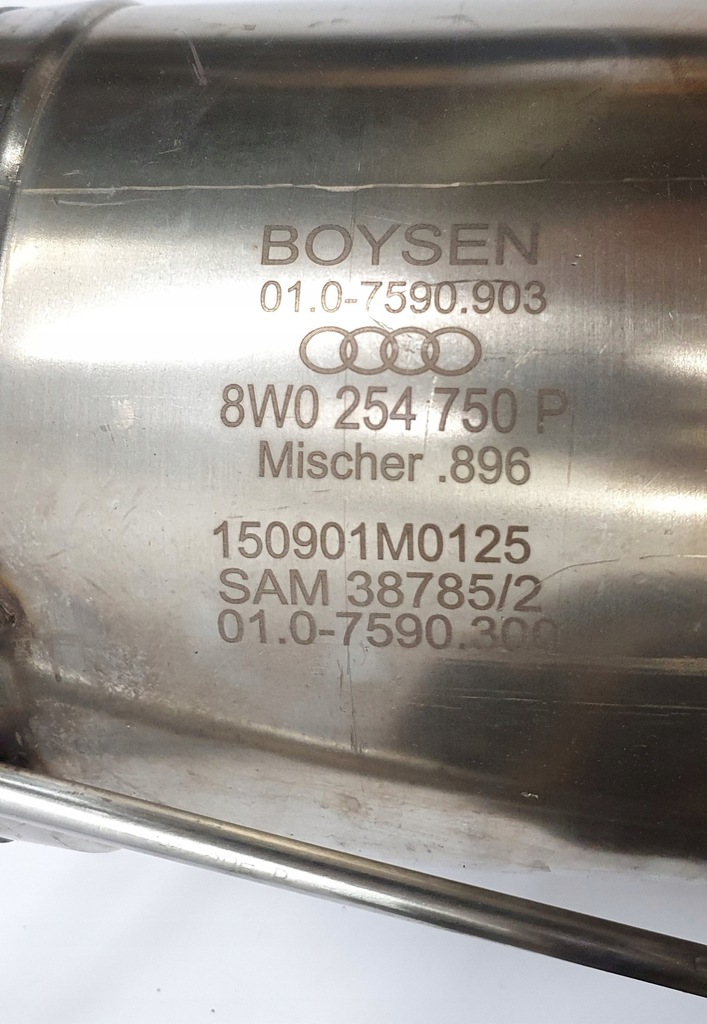 BOYSEN
01.0-7590.903
8W0 254 750 P
Mischer .896
150901M0125
SAM 38785/2
01.0-7590.300